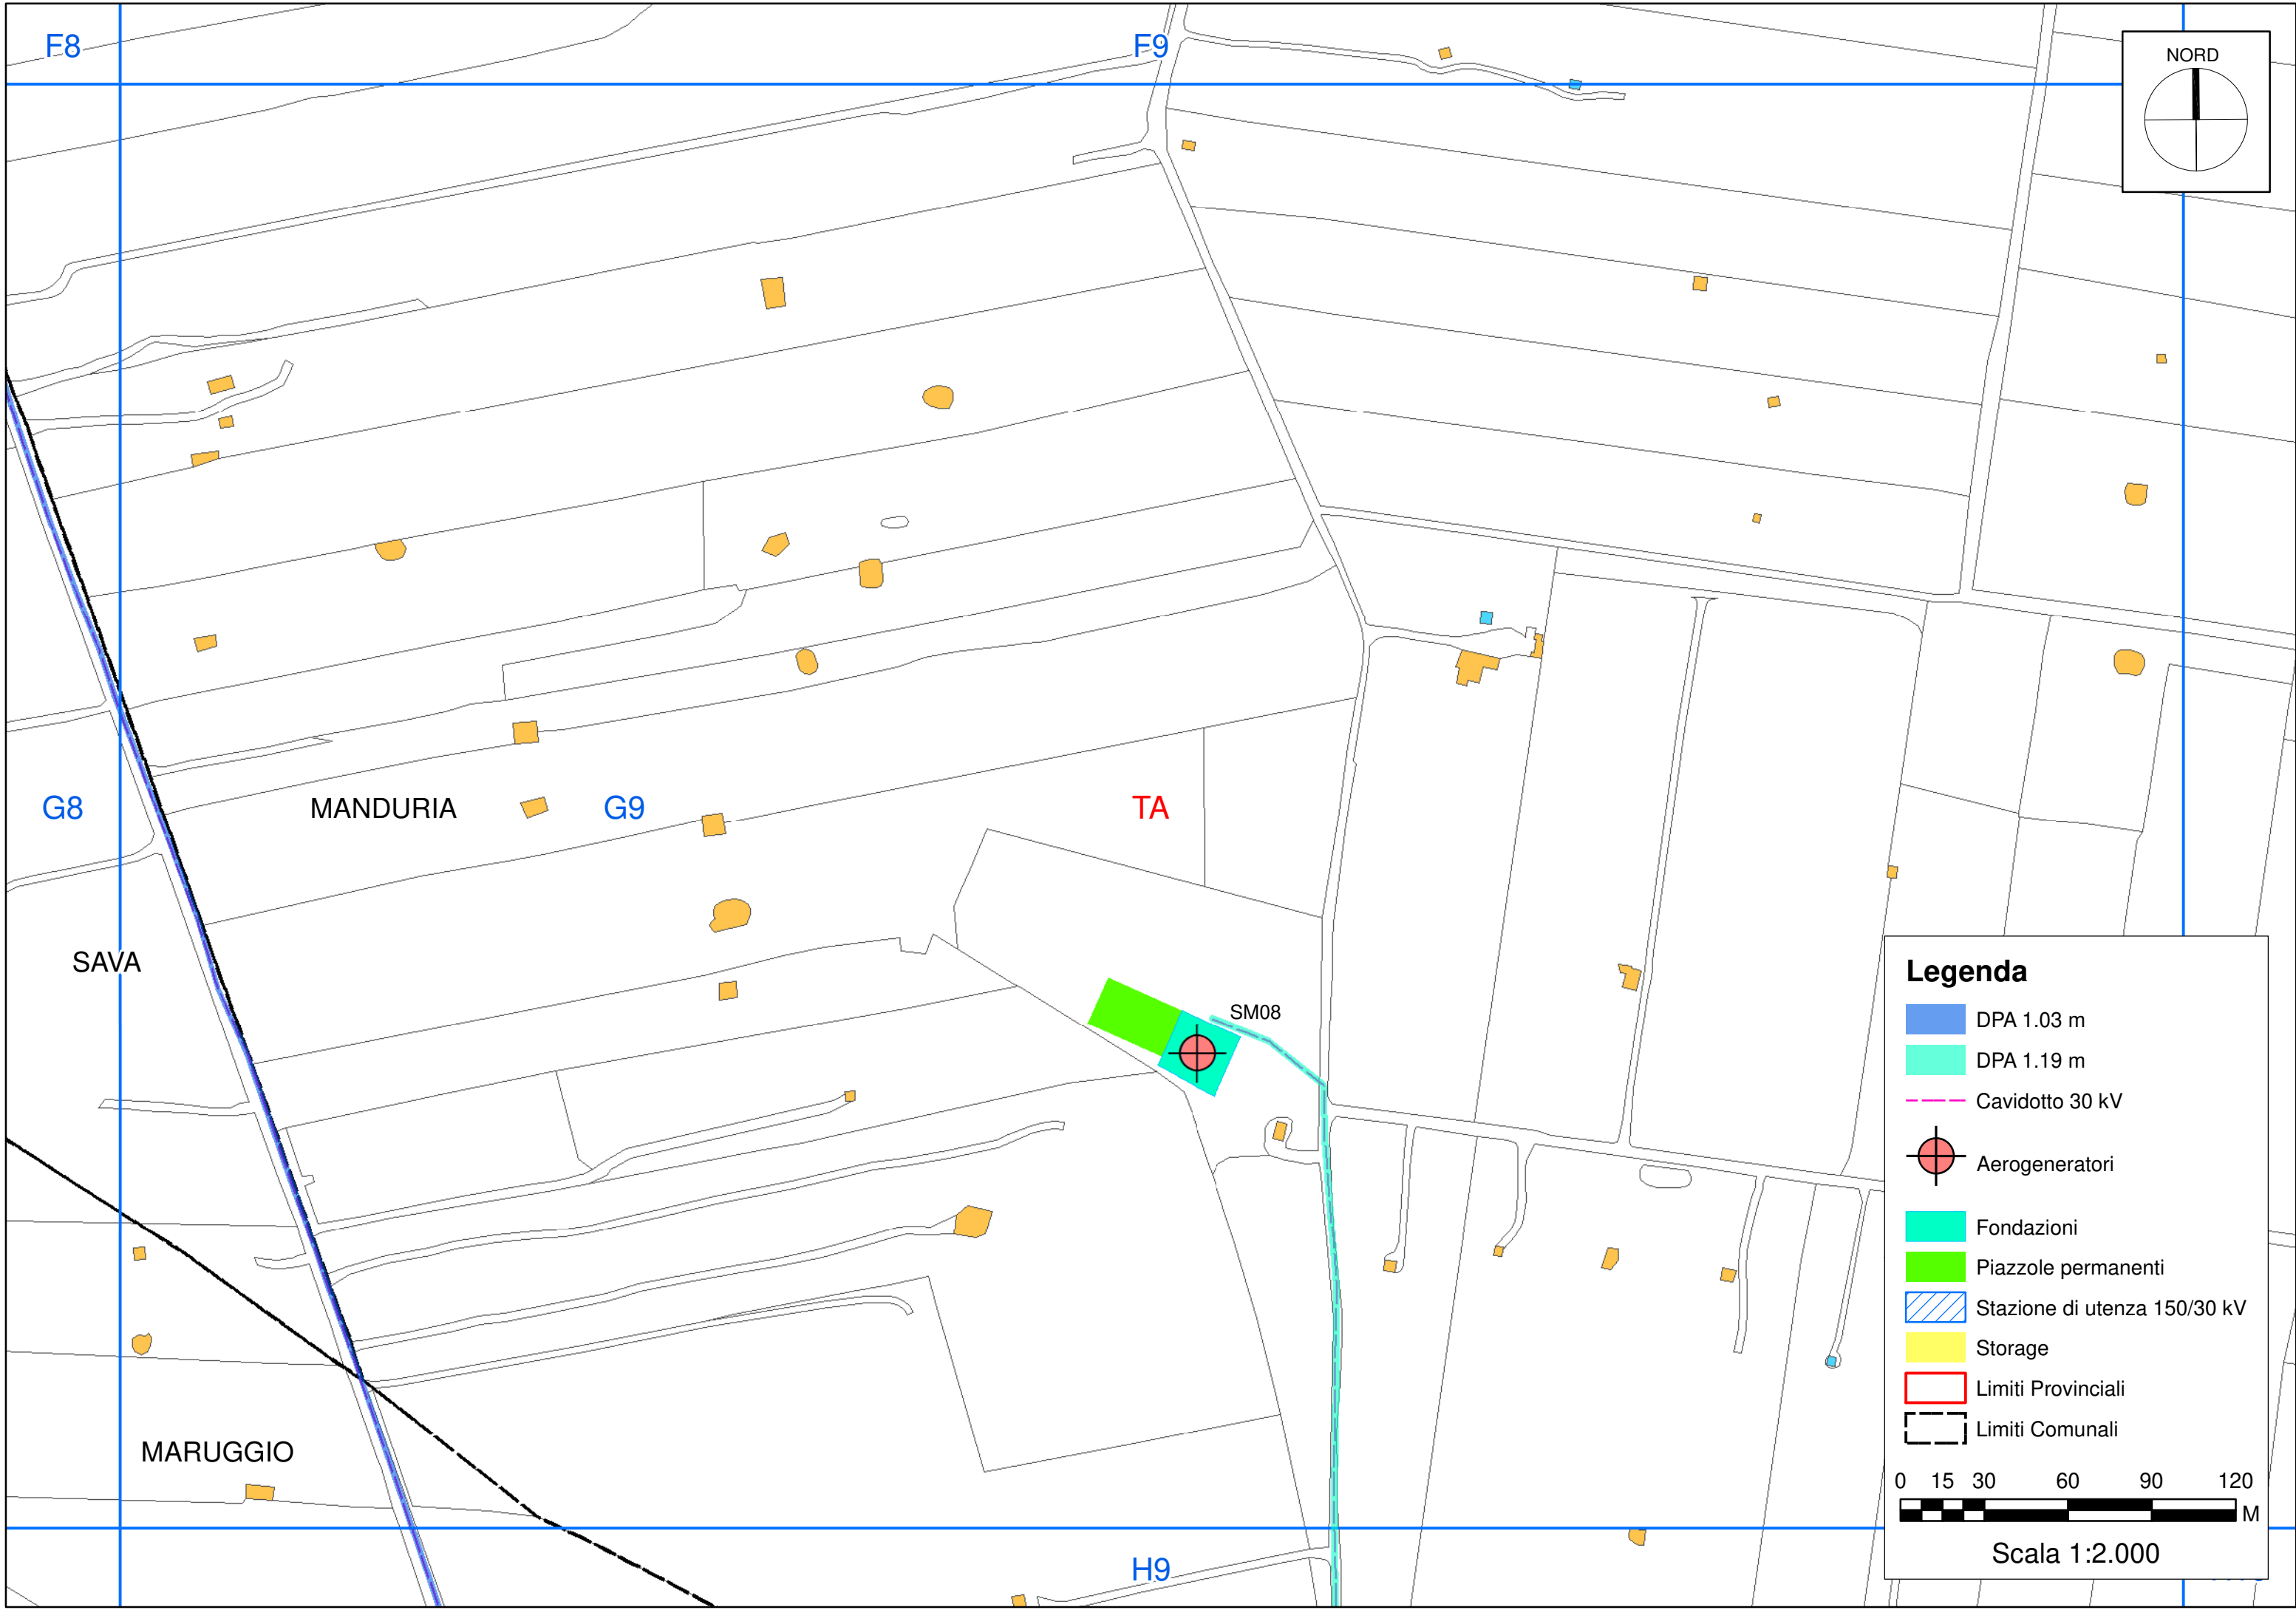 F8
F9
NORD
G8
MANDURIA
G9
TA
SAVA
SM08
MARUGGIO
H9
Legenda
DPA 1.03 m
DPA 1.19 m
Cavidotto 30 kV
Aerogeneratori
Fondazioni
Piazzole permanenti
Stazione di utenza 150/30 kV
Storage
Limiti Provinciali
Limiti Comunali
0 15 30 60 90 120
M
Scala 1:2.000